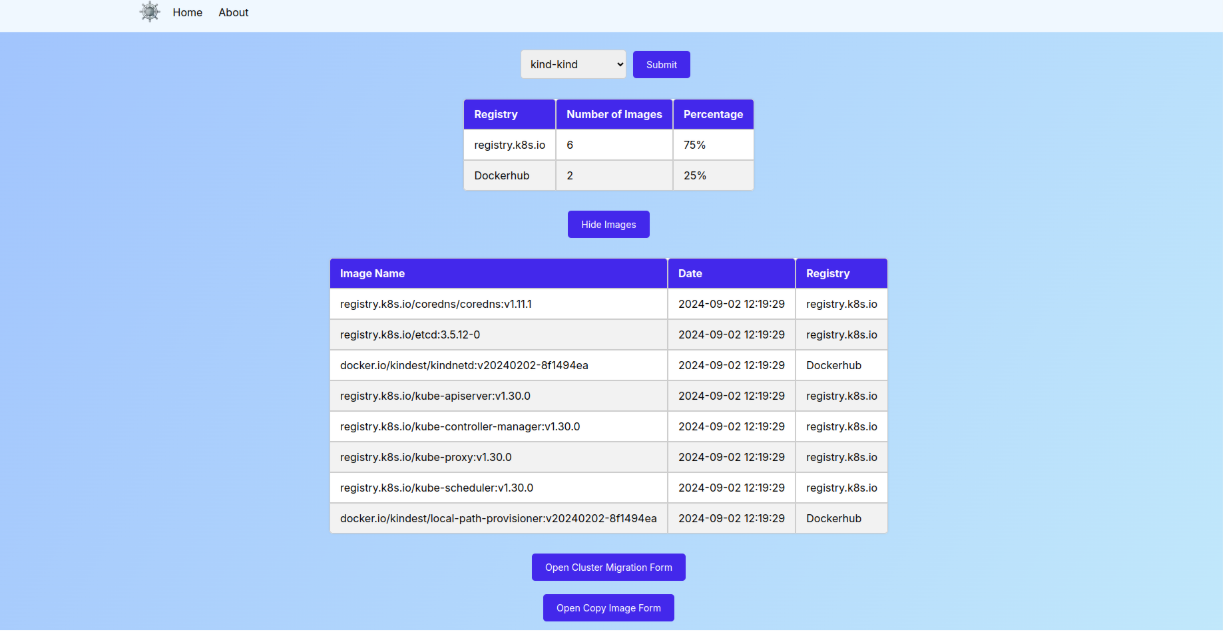 Home About
kind-kind Submit
Registry Number of Images Percentage
registry.k8s.io 6 75%
Dockerhub 2 25%
Hide Images
Image Name Date Registry
registry.k8s.io/coredns/coredns:v1.11.1 2024-09-02 12:19:29 registry.k8s.io
registry.k8s.io/etcd:3.5.12-0 2024-09-02 12:19:29 registry.k8s.io
docker.io/kindest/kindnetd:v20240202-8f1494ea 2024-09-02 12:19:29 Dockerhub
registry.k8s.io/kube-apiserver:v1.30.0 2024-09-02 12:19:29 registry.k8s.io
registry.k8s.io/kube-controller-manager:v1.30.0 2024-09-02 12:19:29 registry.k8s.io
registry.k8s.io/kube-proxy:v1.30.0 2024-09-02 12:19:29 registry.k8s.io
registry.k8s.io/kube-scheduler:v1.30.0 2024-09-02 12:19:29 registry.k8s.io
docker.io/kindest/local-path-provisioner:v20240202-8f1494ea 2024-09-02 12:19:29 Dockerhub
Open Cluster Migration Form
Open Copy Image Form